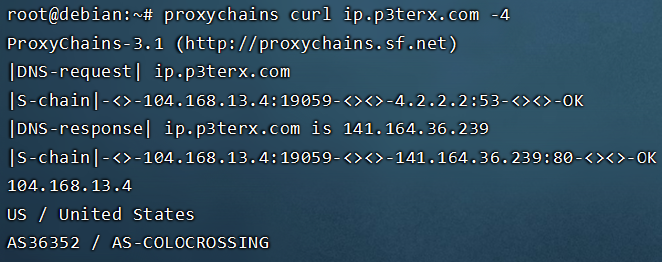 root@debian:~# proxychains curl ip.p3terx.com -4
ProxyChains-3.1 (http://proxychains.sf.net)
|DNS-request| ip.p3terx.com
|S-chain|-<>-104.168.13.4:19059-<><>-4.2.2.2:53-<><>-OK
|DNS-response| ip.p3terx.com is 141.164.36.239
|S-chain|-<>-104.168.13.4:19059-<><>-141.164.36.239:80-<><>-OK
104.168.13.4
US / United States
AS36352 / AS-COLOCROSSING